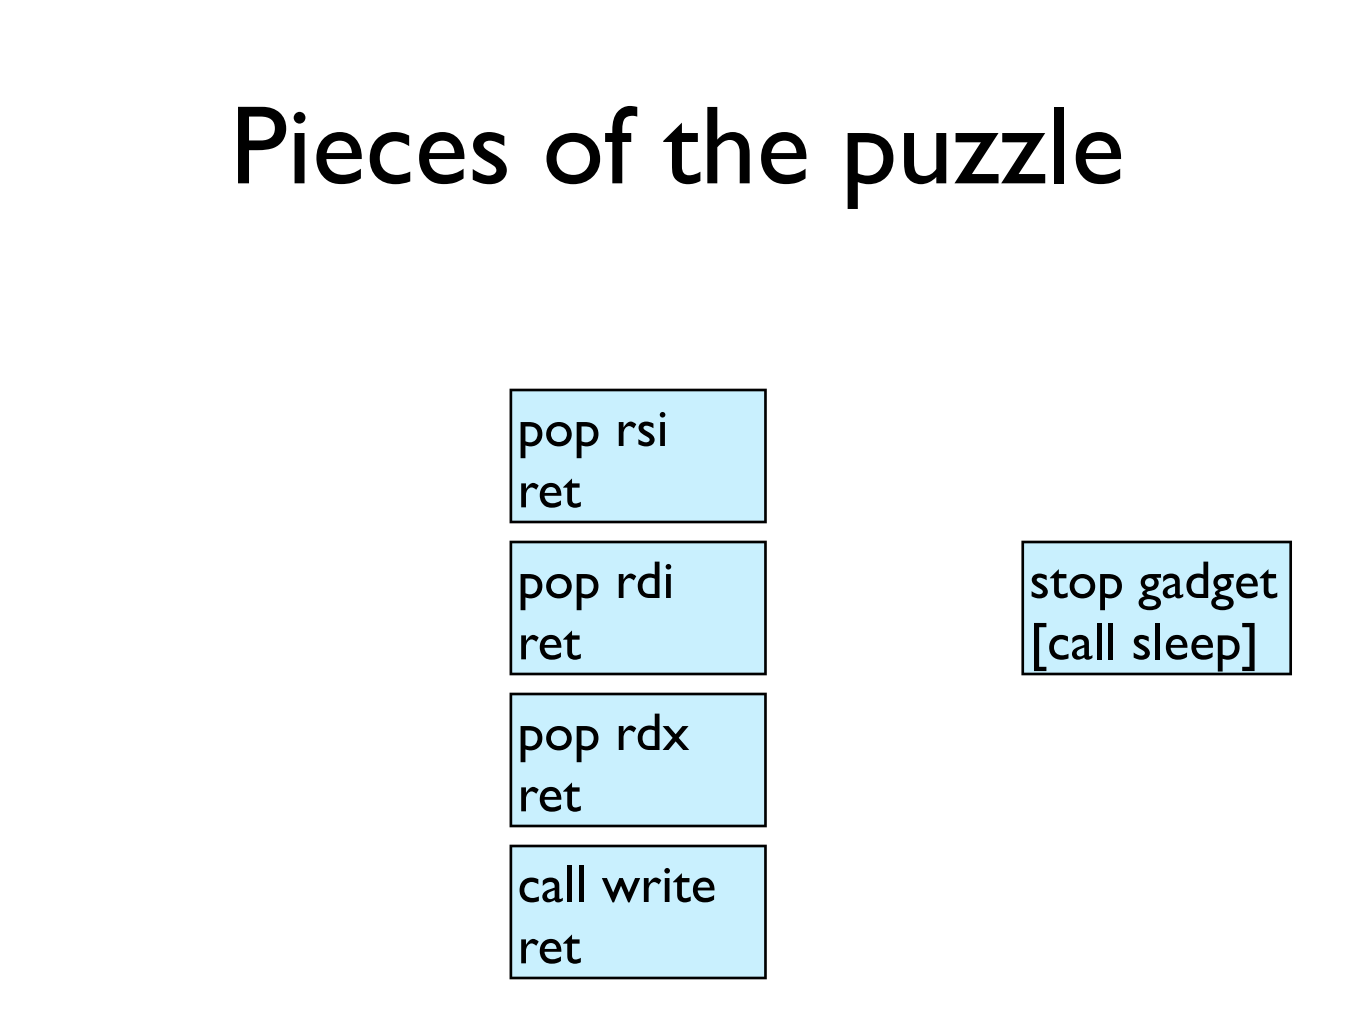 Pieces of the puzzle
pop rsi
ret
pop rdi
ret
stop gadget
[call sleep]
pop rdx
ret
call write
ret